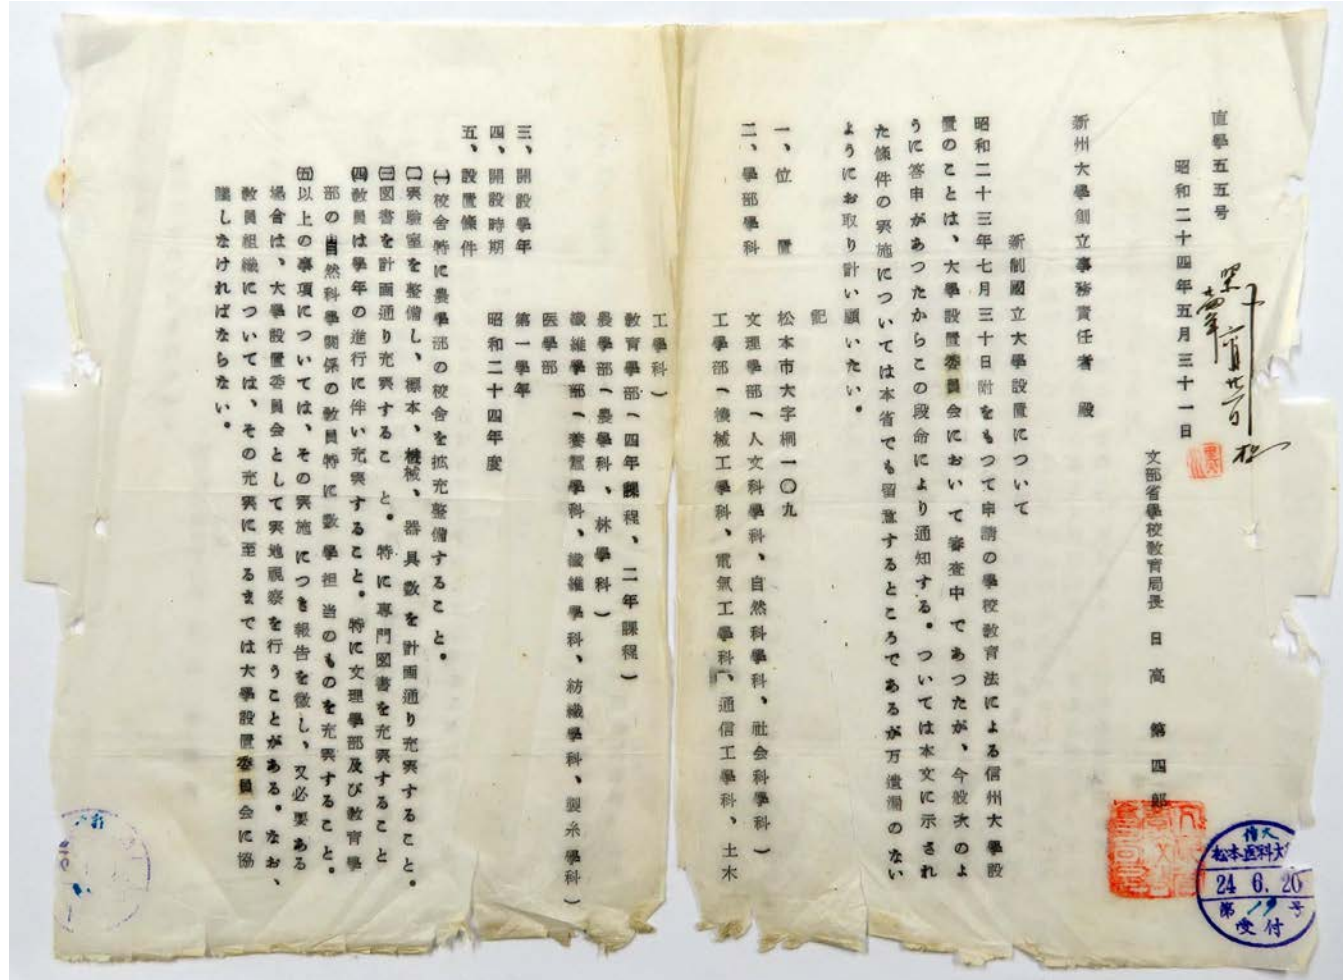 直學五五号
昭和二十四年五月三十一日
文部省學校教育局長 日高 第四郎
新州大學創立事務責任者 殿
新制國立大學設置について
昭和二十三年七月三十日附をもつて申請の學校教育法による信州大學設
置のことは、大學設置委員会において審査中であつたが、今般次のよ
うに答申があつたからこの段命により通知する。ついては本文に示され
た條件の実施については本省でも留意するところであるが万遺漏のない
ようにお取り計い願いたい。
記
一、位置 松本市大字桐一〇九
二、學部學科 文理學部(人文科學科、自然科學科、社会科學科)
工學部(機械工學科、電氣工學科、通信工學科、土木
工學科)
教育學部(四年課程、二年課程)
農學部(農學科、林學科)
纖維學部(養蚕學科、纖維學科、紡織學科、製糸學科)
医學部
三、開設學年 第一學年
四、開設時期 昭和二十四年度
五、設置條件
(一)校舎特に農學部の校舎を拡充整備すること。
(二)実驗室を整備し、標本、機械、器具数を計画通り充実すること。
(三)図書を計画通り充実すること。特に專門図書を充実すること
(四)教員は學年の進行に伴い充実すること。特に文理學部及び教育學
部の自然科學関係の教員特に数學担当のものを充実すること。
(五)以上の事項については、その実施につき報告を徴し、又必要ある
場合は、大學設置委員会として実地視察を行うことがある。なお、
教員組織については、その充実に至るまでは大學設置委員会に協
議しなければならない。
信大
松本医科大
24 6. 20
第19号
受付